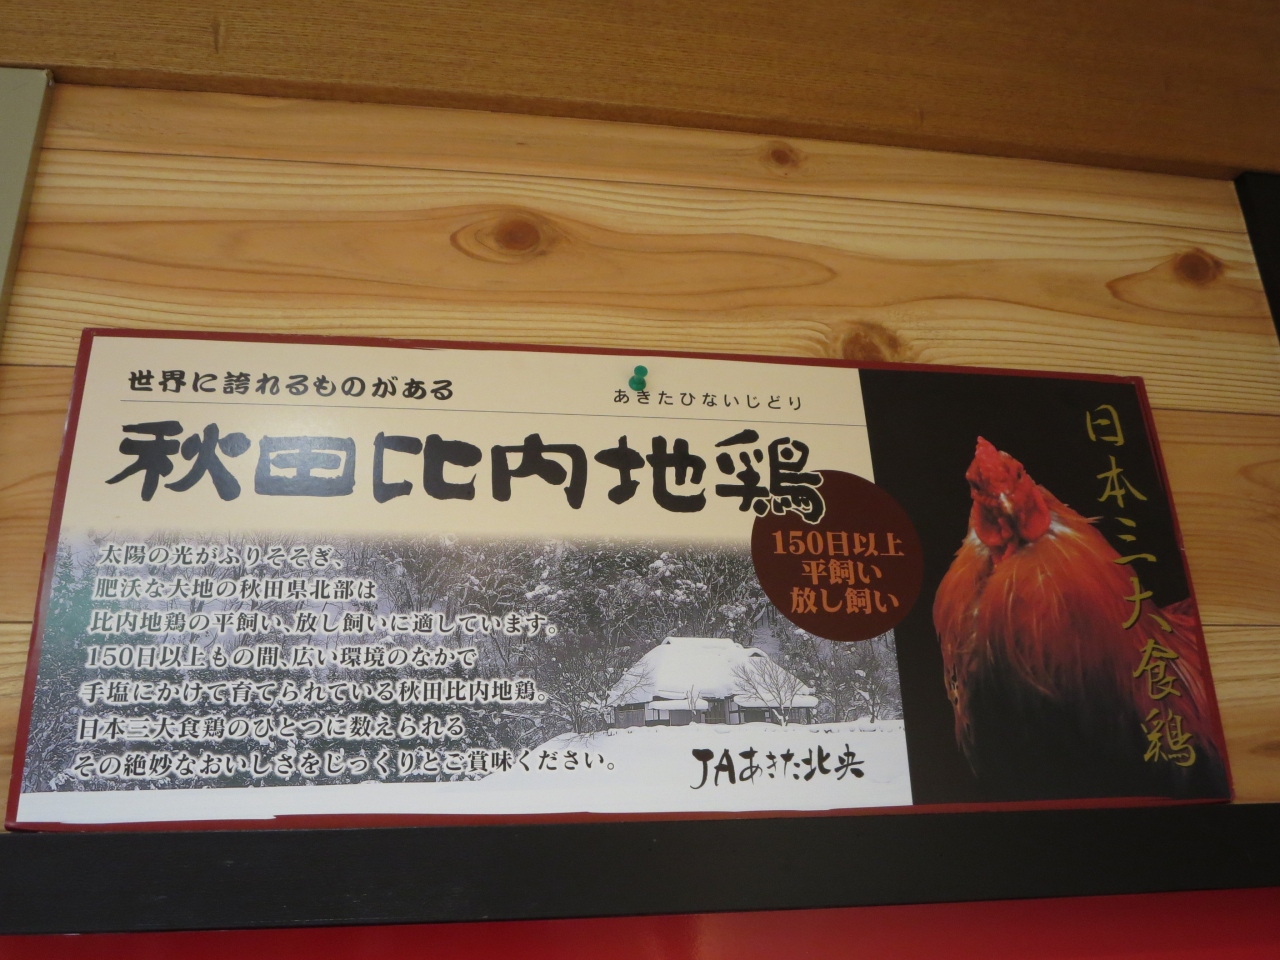 世界に誇れるものがある
あきたひないじどり
秋田比内地鶏
150日以上
平飼い
放し飼い
太陽の光がふりそそぎ、
肥沃な大地の秋田県北部は
比内地鶏の平飼い、放し飼いに適しています。
150日以上もの間、広い環境のなかで
手塩にかけて育てられている秋田比内地鶏。
日本三大食鶏のひとつに数えられる
その絶妙なおいしさをじっくりとご賞味ください。
JAあきた北央
日本三大食鶏